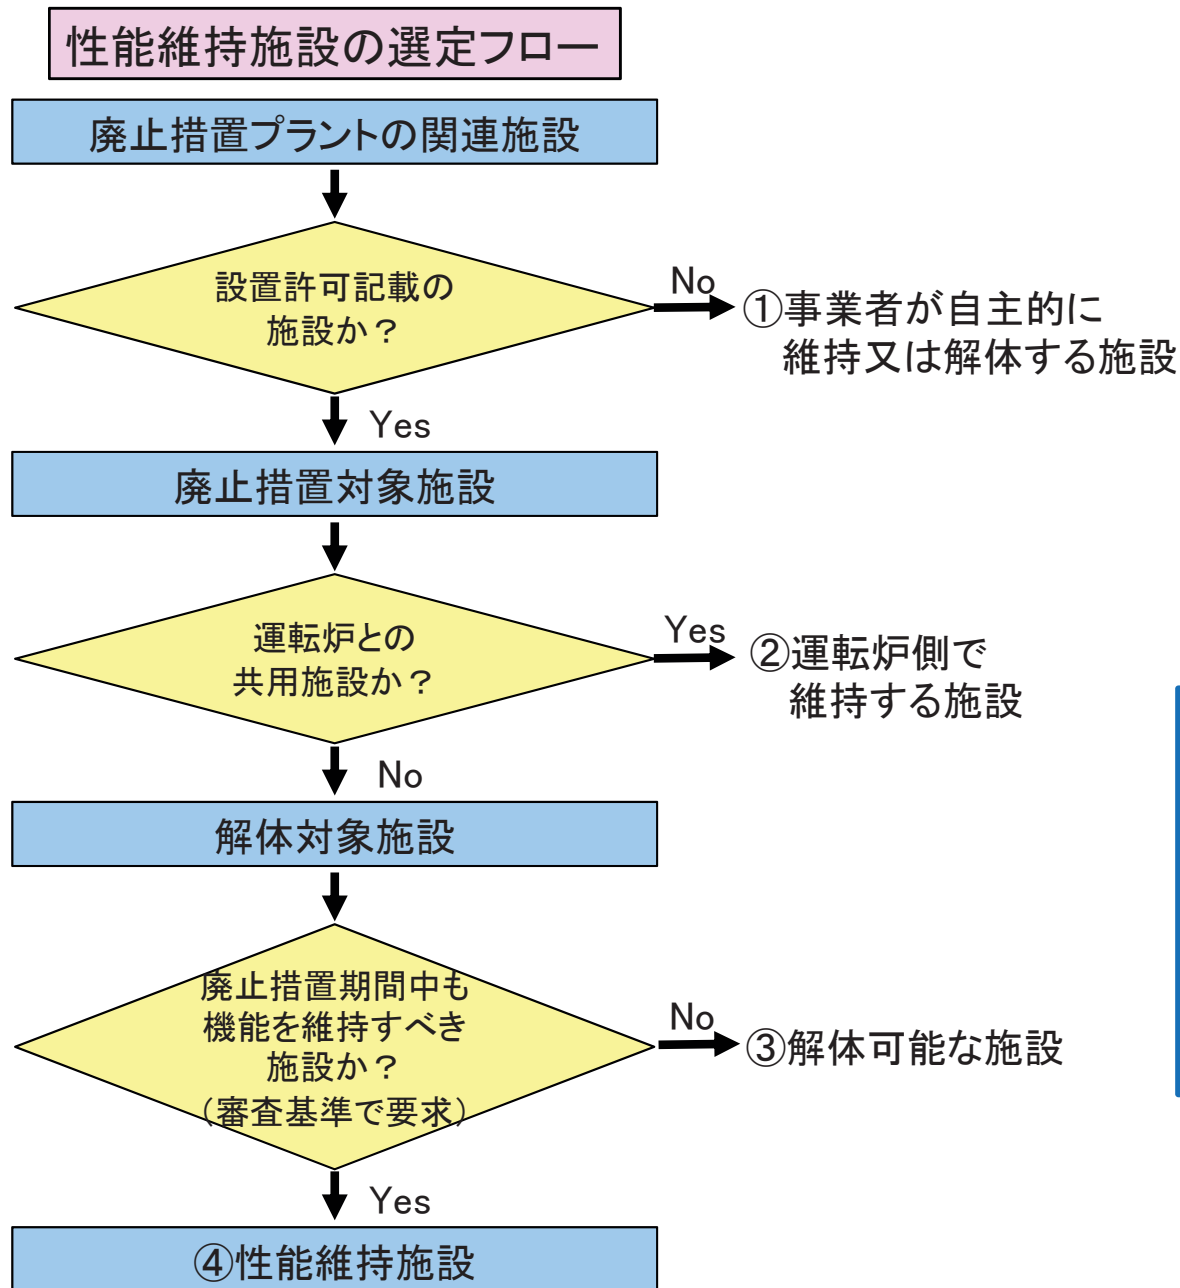 性能維持施設の選定フロー
廃止措置プラントの関連施設
設置許可記載の
施設か？
No
①事業者が自主的に
維持又は解体する施設
Yes
廃止措置対象施設
運転炉との
共用施設か？
Yes
②運転炉側で
維持する施設
No
解体対象施設
廃止措置期間中も
機能を維持すべき
施設か？
（審査基準で要求）
No
③解体可能な施設
Yes
④性能維持施設